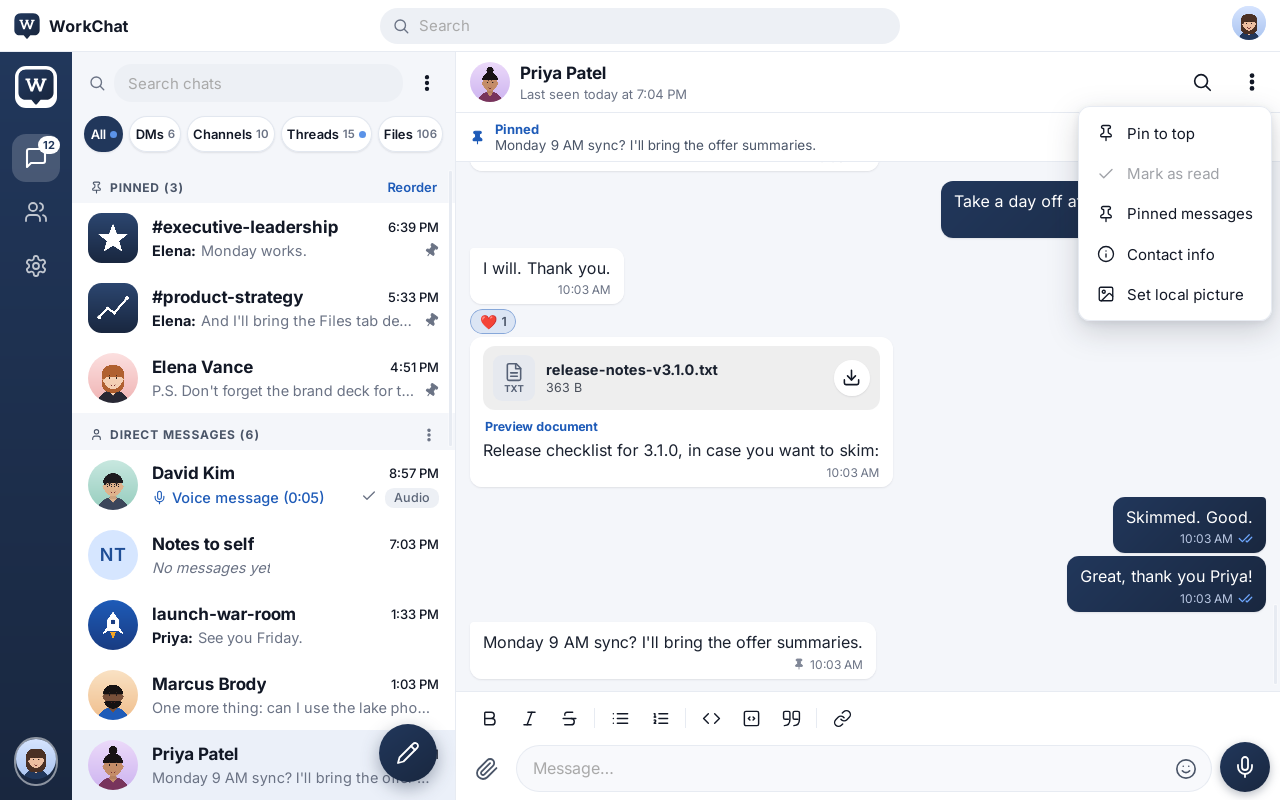 W WorkChat
Search
W
12
Search chats
All
DMs 6
Channels 10
Threads 15
Files 106
PINNED (3)
Reorder
#executive-leadership 6:39 PM
Elena: Monday works.
#product-strategy 5:33 PM
Elena: And I'll bring the Files tab de...
Elena Vance 4:51 PM
P.S. Don't forget the brand deck for t...
DIRECT MESSAGES (6)
David Kim 8:57 PM
Voice message (0:05) Audio
NT
Notes to self 7:03 PM
No messages yet
launch-war-room 1:33 PM
Priya: See you Friday.
Marcus Brody 1:03 PM
One more thing: can I use the lake pho...
Priya Patel
Monday 9 AM sync? I'll bring the
Priya Patel
Last seen today at 7:04 PM
Pinned
Monday 9 AM sync? I'll bring the offer summaries.
Pin to top
Mark as read
Pinned messages
Contact info
Set local picture
Take a day off
I will. Thank you.
10:03 AM
❤️ 1
TXT
release-notes-v3.1.0.txt
363 B
Preview document
Release checklist for 3.1.0, in case you want to skim:
10:03 AM
Skimmed. Good.
10:03 AM
Great, thank you Priya!
10:03 AM
Monday 9 AM sync? I'll bring the offer summaries.
10:03 AM
Message...